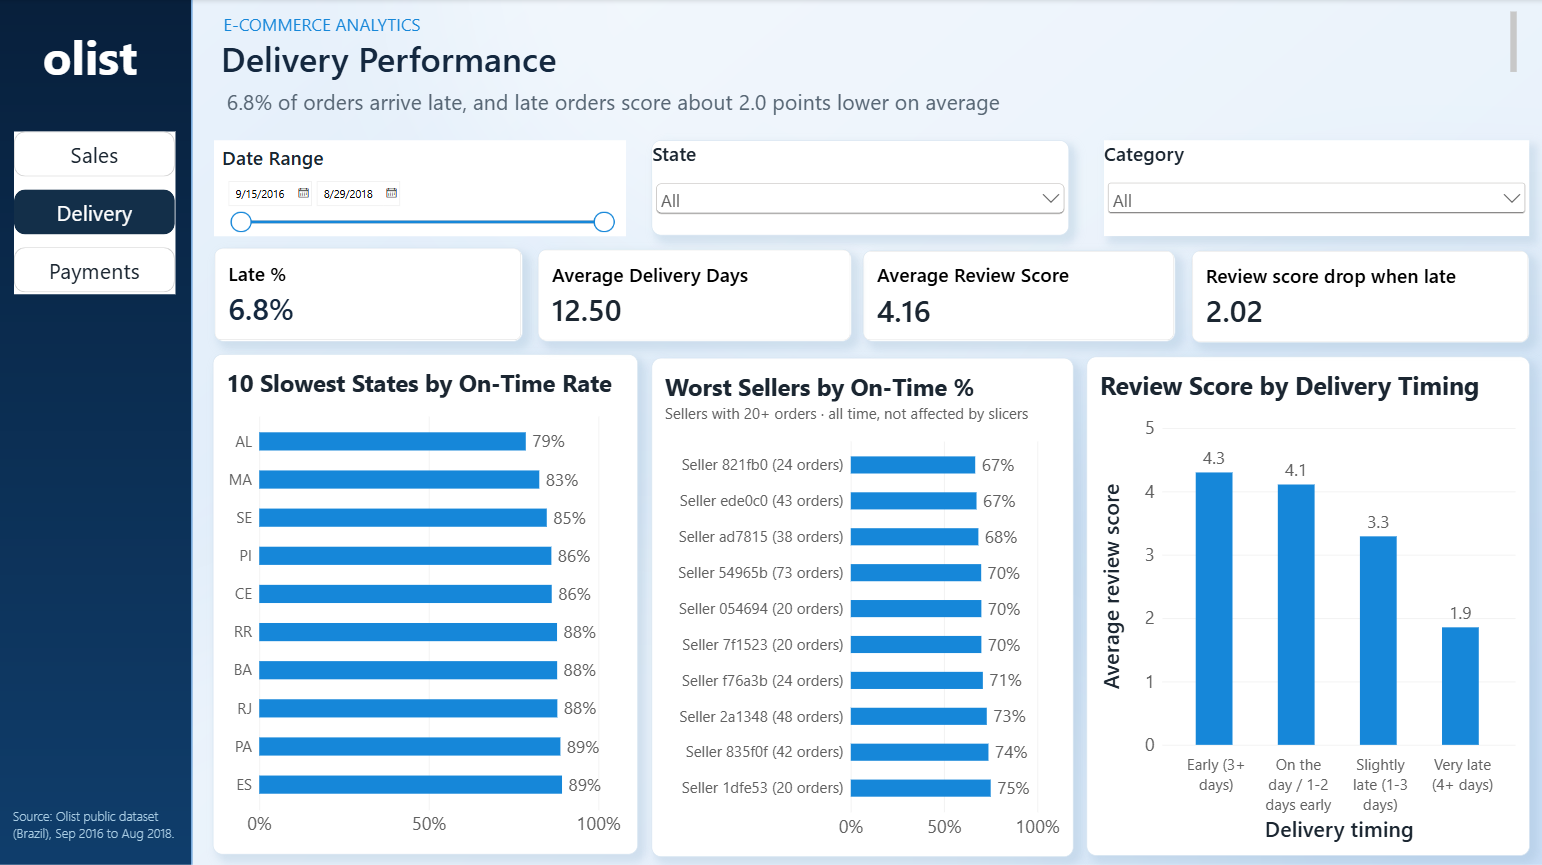 olist
Sales
Delivery
Payments
Source: Olist public dataset
(Brazil), Sep 2016 to Aug 2018.
E-COMMERCE ANALYTICS
Delivery Performance
6.8% of orders arrive late, and late orders score about 2.0 points lower on average
Date Range
9/15/2016
8/29/2018
State
All
Category
All
Late %
6.8%
Average Delivery Days
12.50
Average Review Score
4.16
Review score drop when late
2.02
10 Slowest States by On-Time Rate
AL 79%
MA 83%
SE 85%
PI 86%
CE 86%
RR 88%
BA 88%
RJ 88%
PA 89%
ES 89%
0% 50% 100%
Worst Sellers by On-Time %
Sellers with 20+ orders · all time, not affected by slicers
Seller 821fb0 (24 orders) 67%
Seller ede0c0 (43 orders) 67%
Seller ad7815 (38 orders) 68%
Seller 54965b (73 orders) 70%
Seller 054694 (20 orders) 70%
Seller 7f1523 (20 orders) 70%
Seller f76a3b (24 orders) 71%
Seller 2a1348 (48 orders) 73%
Seller 835f0f (42 orders) 74%
Seller 1dfe53 (20 orders) 75%
0% 50% 100%
Review Score by Delivery Timing
Average review score
5
4
3
2
1
0
4.3
4.1
3.3
1.9
Early (3+
days)
On the
day / 1-2
days early
Slightly
late (1-3
days)
Very late
(4+ days)
Delivery timing